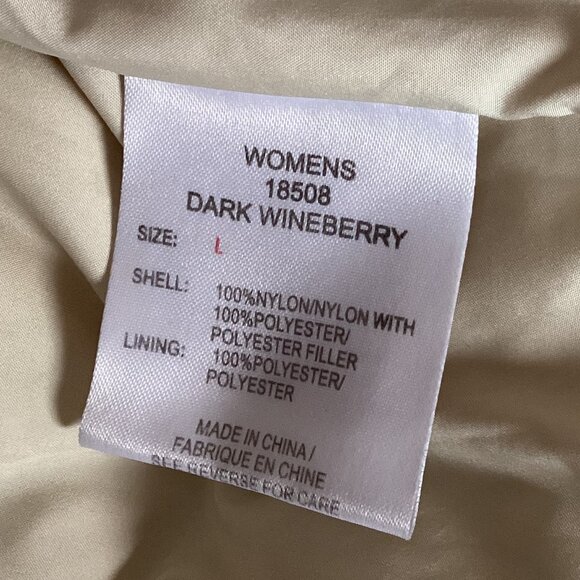 WOMENS
18508
DARK WINEBERRY
SIZE: L
SHELL: 100%NYLON/NYLON WITH
100%POLYESTER/
POLYESTER FILLER
LINING: 100%POLYESTER/
POLYESTER
MADE IN CHINA/
FABRIQUE EN CHINE
SEE REVERSE FOR CARE